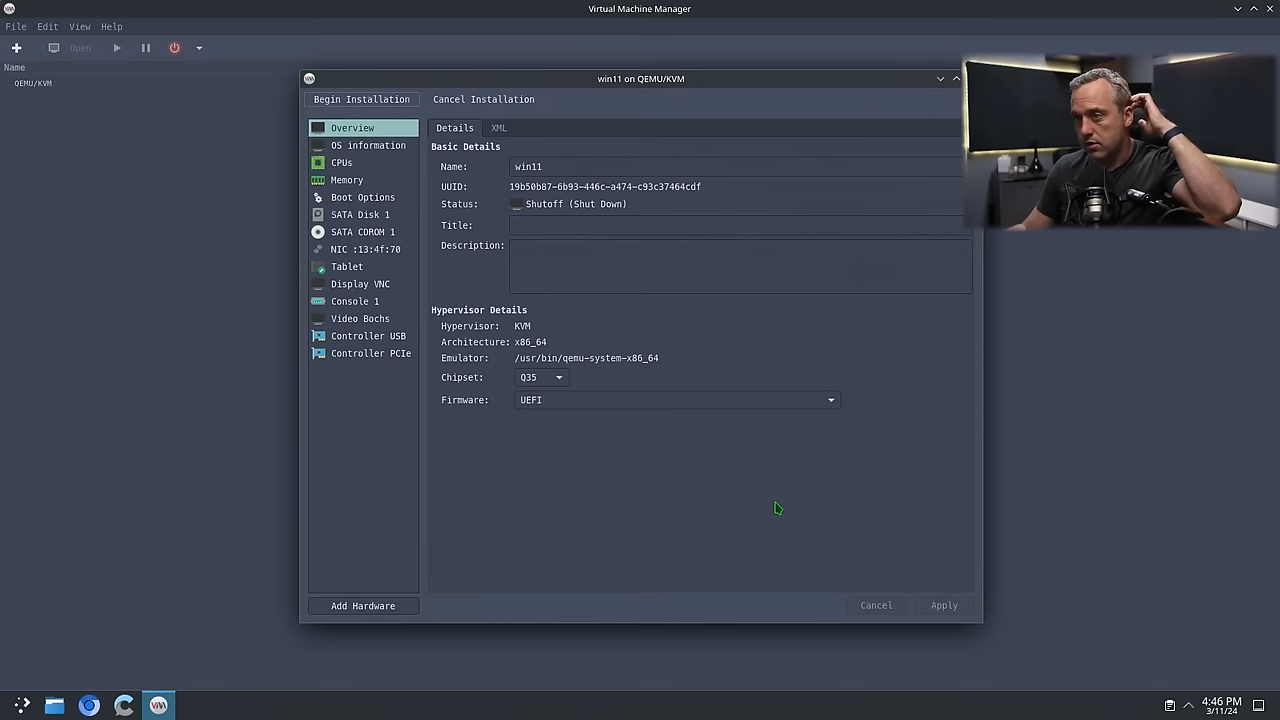 Virtual Machine Manager
File Edit View Help
Open
Name
QEMU/KVM
win11 on QEMU/KVM
Begin Installation Cancel Installation
Overview
OS information
CPUs
Memory
Boot Options
SATA Disk 1
SATA CDROM 1
NIC :13:4f:70
Tablet
Display VNC
Console 1
Video Bochs
Controller USB
Controller PCIe
Add Hardware
Details XML
Basic Details
Name: win11
UUID: 19b50b87-6b93-446c-a474-c93c37464cdf
Status: Shutoff (Shut Down)
Title:
Description:
Hypervisor Details
Hypervisor: KVM
Architecture: x86_64
Emulator: /usr/bin/qemu-system-x86_64
Chipset: Q35
Firmware: UEFI
Cancel Apply
4:46 PM
3/11/24